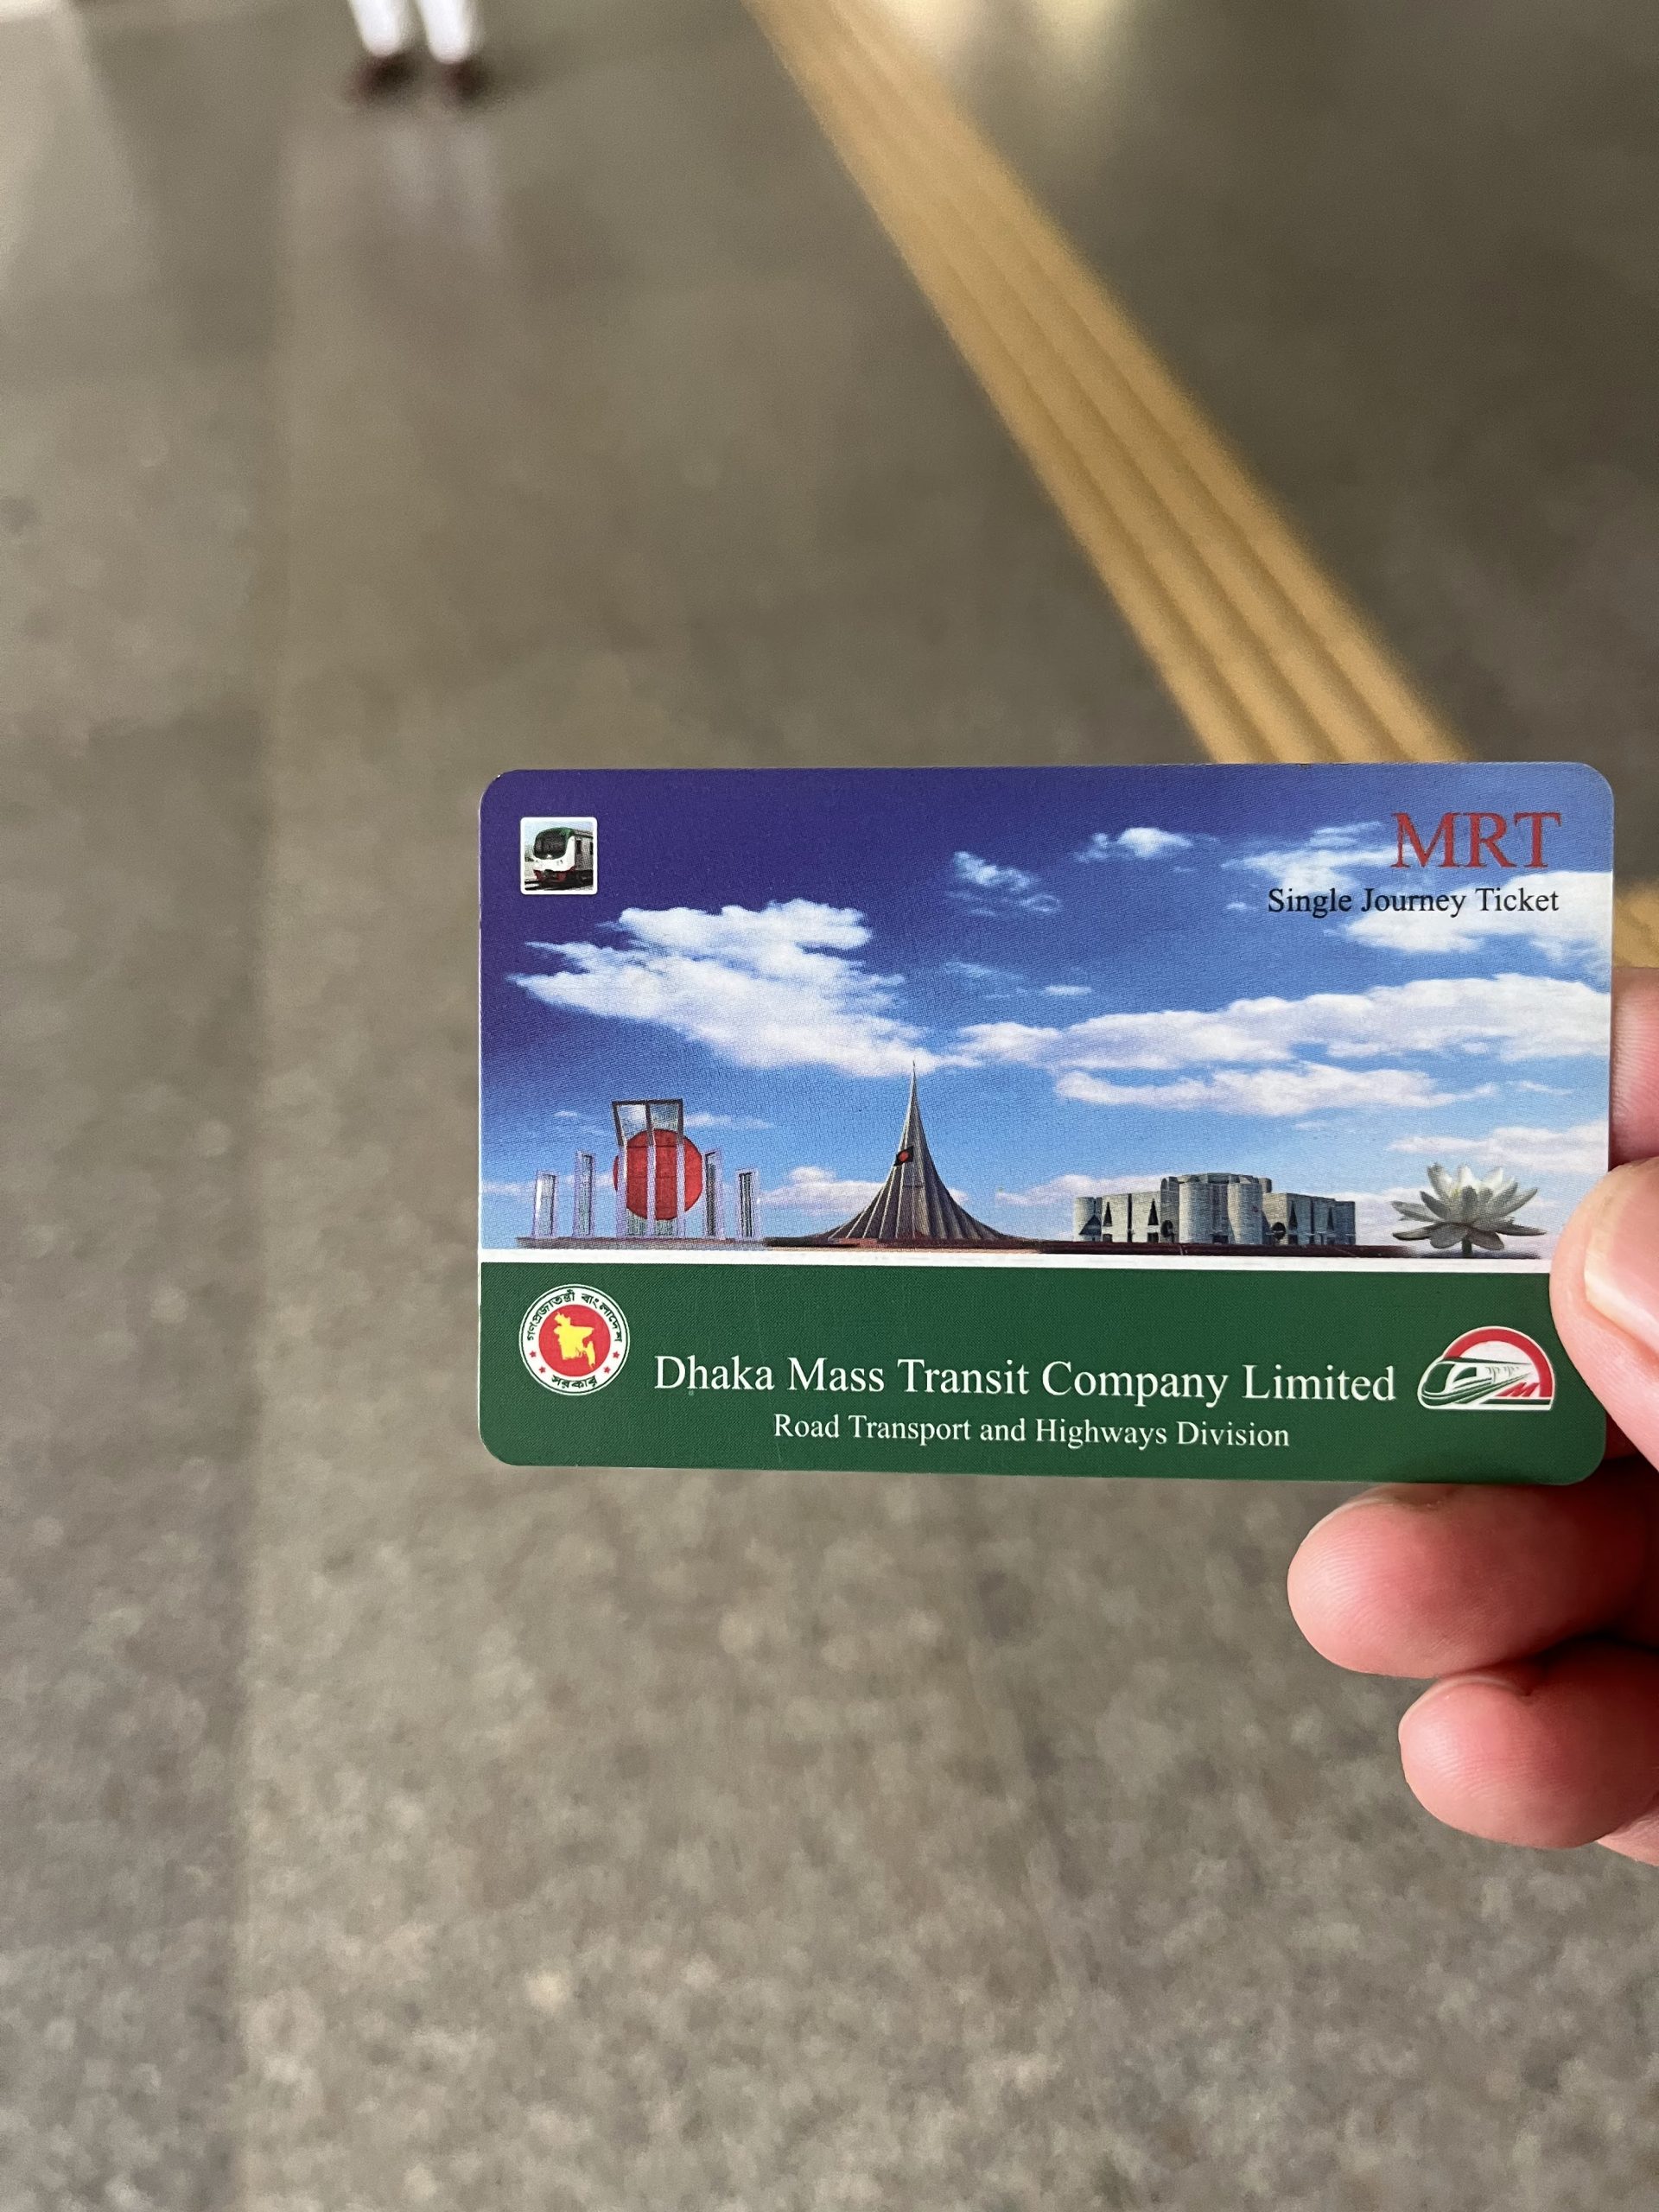 MRT
Single Journey Ticket
গণপ্রজাতন্ত্রী বাংলাদেশ
সরকার
Dhaka Mass Transit Company Limited
Road Transport and Highways Division